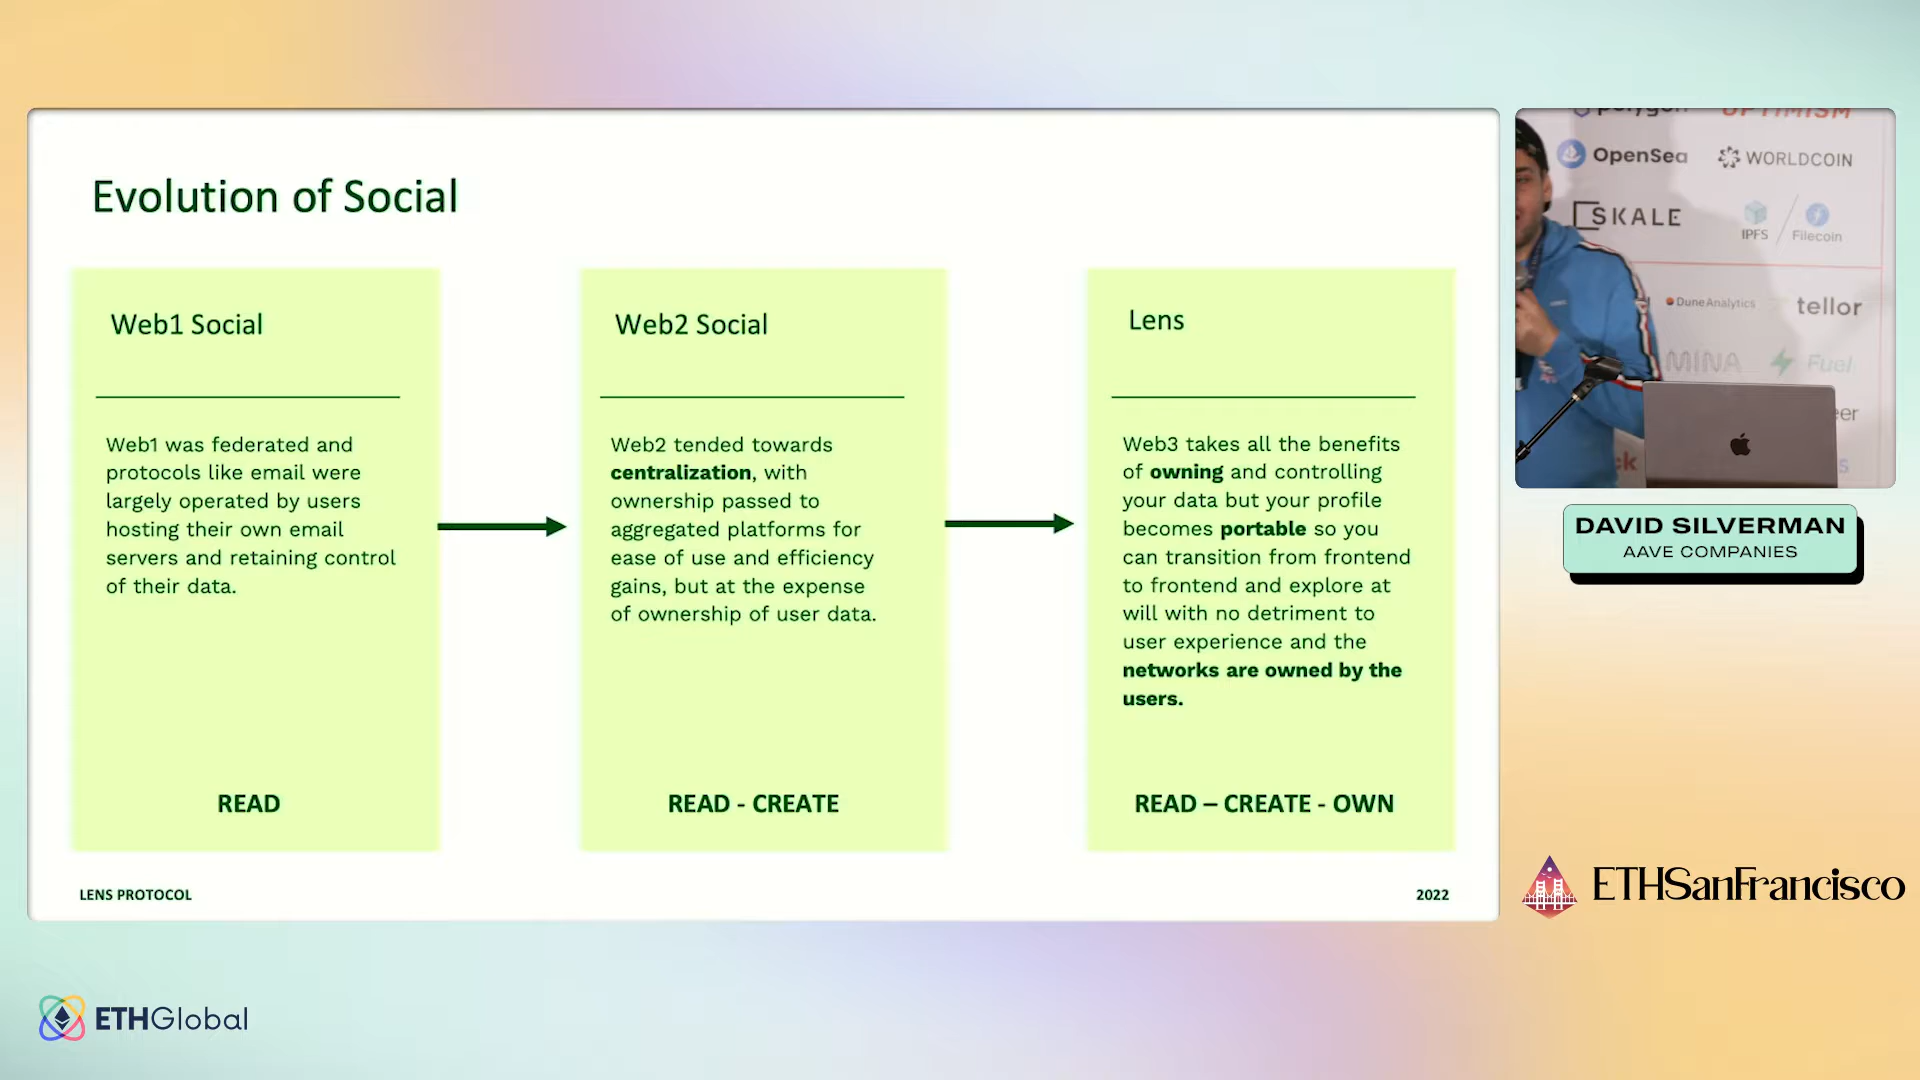 Evolution of Social
Web1 Social
Web1 was federated and
protocols like email were
largely operated by users
hosting their own email
servers and retaining control
of their data.
READ
Web2 Social
Web2 tended towards
centralization, with
ownership passed to
aggregated platforms for
ease of use and efficiency
gains, but at the expense
of ownership of user data.
READ - CREATE
Lens
Web3 takes all the benefits
of owning and controlling
your data but your profile
becomes portable so you
can transition from frontend
to frontend and explore at
will with no detriment to
user experience and the
networks are owned by the
users.
READ – CREATE - OWN
LENS PROTOCOL
2022
polygon OPTIMISM
OpenSea WORLDCOIN
SKALE IPFS Filecoin
Dune Analytics tellor
MINA Fuel
DAVID SILVERMAN
AAVE COMPANIES
ETHSanFrancisco
ETHGlobal